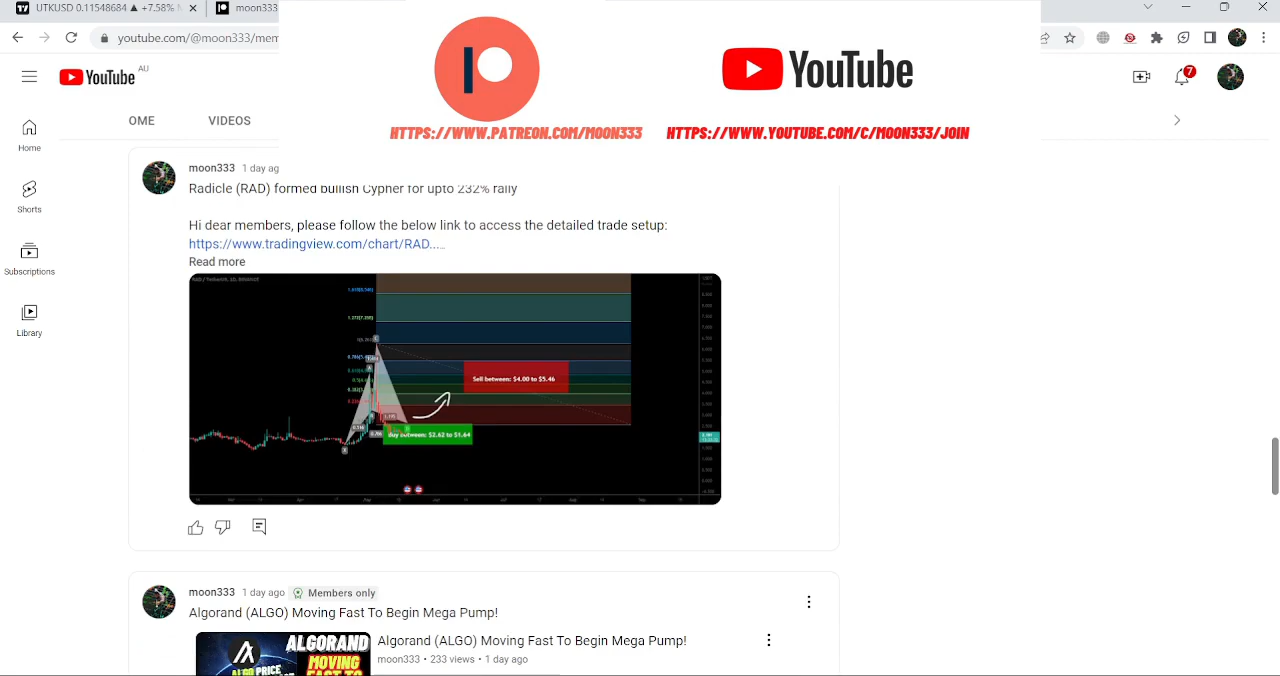 UTKUSD 0.11548684 ▲ +7.58%
moon333
youtube.com/@moon333/mem
HTTPS://WWW.PATREON.COM/MOON333
YouTube
HTTPS://WWW.YOUTUBE.COM/C/MOON333/JOIN
YouTube AU
7
OME
VIDEOS
Home
Shorts
Subscriptions
Library
moon333 1 day ag
Radicle (RAD) formed bullish Cypher for upto 232% rally
Hi dear members, please follow the below link to access the detailed trade setup:
https://www.tradingview.com/chart/RAD.....
Read more
Sell between: $4.00 to $5.46
Buy between: $2.62 to $1.64
moon333 1 day ago Members only
Algorand (ALGO) Moving Fast To Begin Mega Pump!
ALGORAND
MOVING
FAST TO
Algorand (ALGO) Moving Fast To Begin Mega Pump!
moon333 • 233 views • 1 day ago